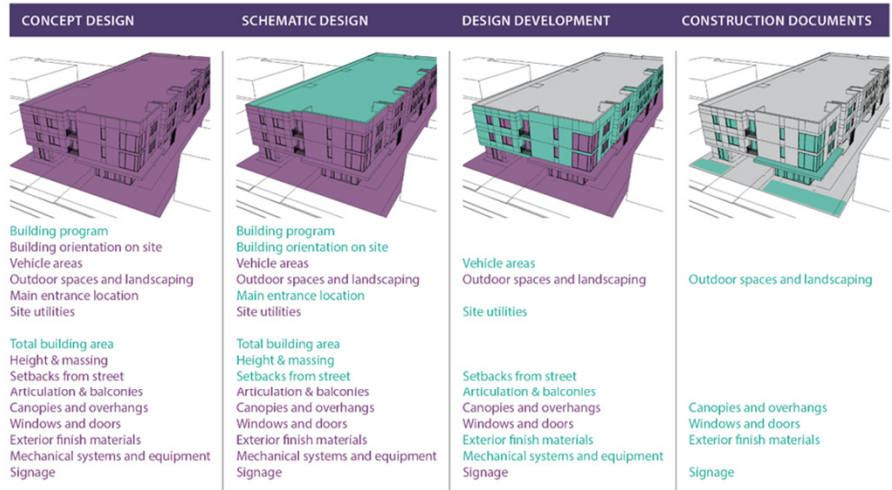 CONCEPT DESIGN
SCHEMATIC DESIGN
DESIGN DEVELOPMENT
CONSTRUCTION DOCUMENTS
Building program
Building orientation on site
Vehicle areas
Outdoor spaces and landscaping
Main entrance location
Site utilities
Total building area
Height & massing
Setbacks from street
Articulation & balconies
Canopies and overhangs
Windows and doors
Exterior finish materials
Mechanical systems and equipment
Signage
Building program
Building orientation on site
Vehicle areas
Outdoor spaces and landscaping
Main entrance location
Site utilities
Total building area
Height & massing
Setbacks from street
Articulation & balconies
Canopies and overhangs
Windows and doors
Exterior finish materials
Mechanical systems and equipment
Signage
Vehicle areas
Outdoor spaces and landscaping
Site utilities
Setbacks from street
Articulation & balconies
Canopies and overhangs
Windows and doors
Exterior finish materials
Mechanical systems and equipment
Signage
Outdoor spaces and landscaping
Canopies and overhangs
Windows and doors
Exterior finish materials
Signage